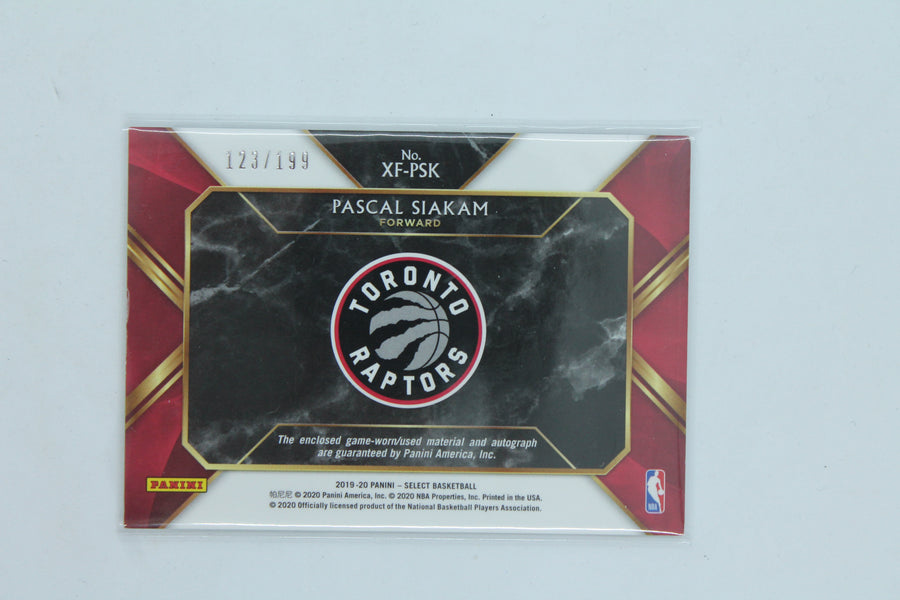 123/199
No.
XF-PSK
PASCAL SIAKAM
FORWARD
TORONTO
RAPTORS
The enclosed game-worn/used material and autograph
are guaranteed by Panini America, Inc.
PANINI
2019-20 PANINI – SELECT BASKETBALL
帕尼尼 © 2020 Panini America, Inc. © 2020 NBA Properties, Inc. Printed in the USA.
© 2020 Officially licensed product of the National Basketball Players Association.
NBA